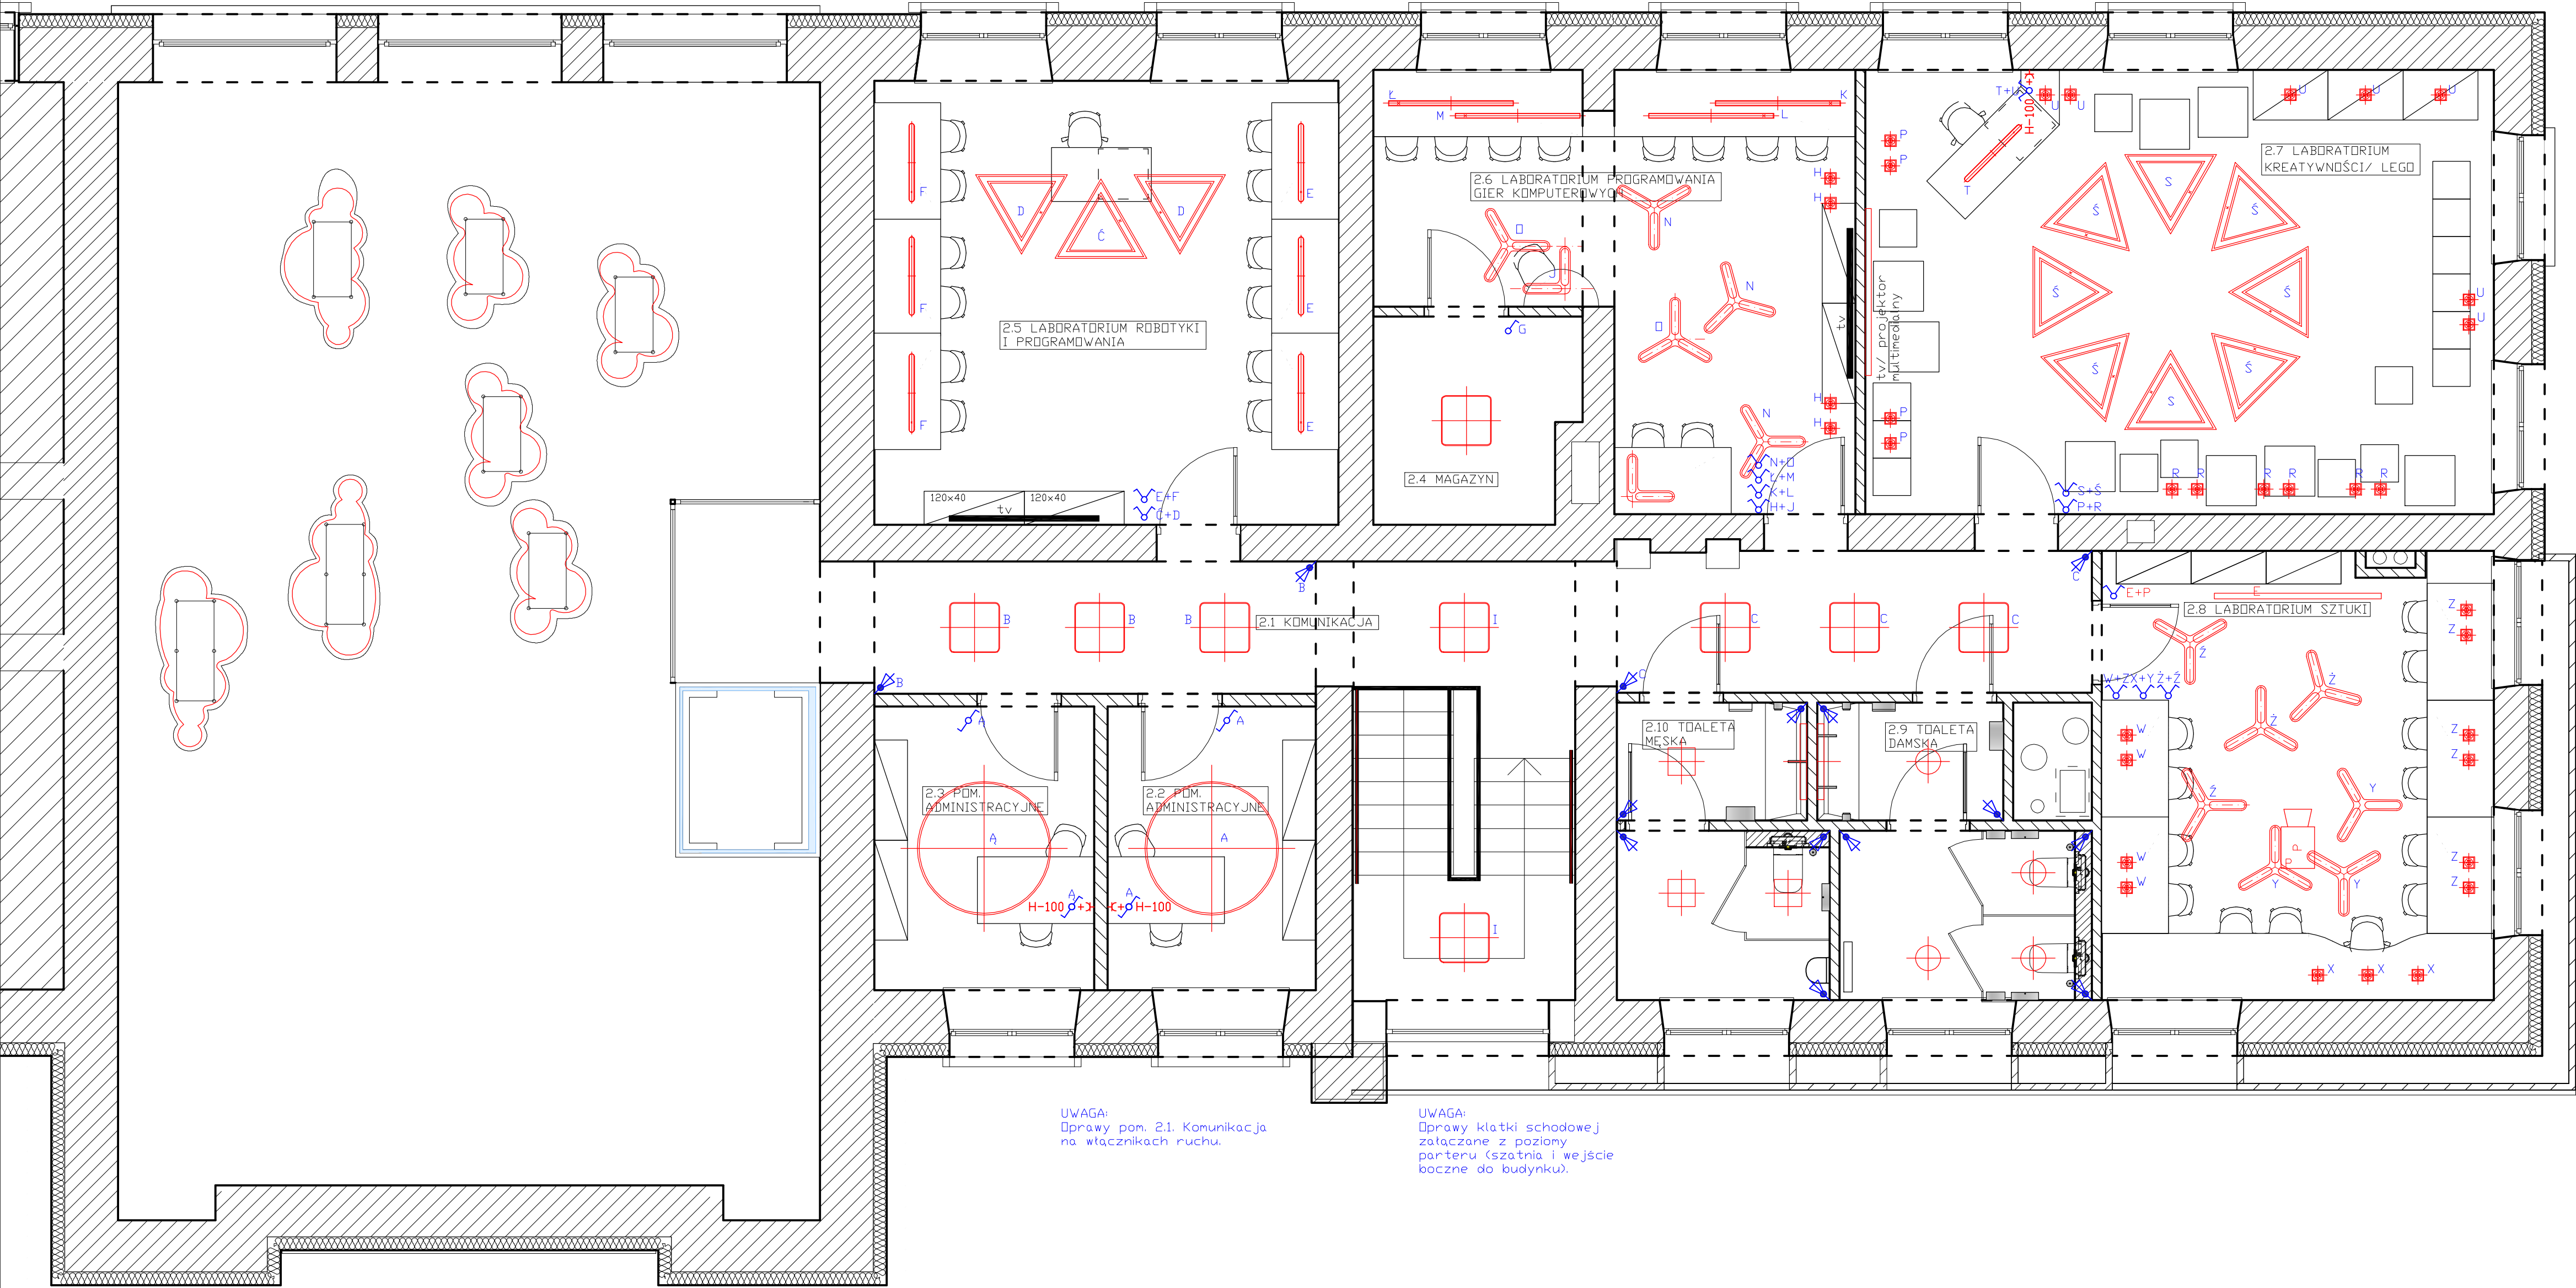 Ł
M
K
L
T+U
H-100
U
U
U
U
U
P
P
T
2.7 LABORATORIUM
KREATYWNOŚCI/ LEGO
2.6 LABORATORIUM PROGRAMOWANIA
GIER KOMPUTEROWYCH
H
H
N
O
J
N
O
N
F
F
F
D
Ć
D
E
E
E
S
Ś
Ś
Ś
Ś
Ś
Ś
S
U
U
2.5 LABORATORIUM ROBOTYKI
I PROGRAMOWANIA
G
tv
tv/ projektor
multimedialny
H
H
P
P
2.4 MAGAZYN
N+O
Ł+M
K+L
H+J
R
R
R
R
R
R
S+Ś
P+R
120x40
120x40
tv
E+F
Ć+D
B
C
E+P
E
2.8 LABORATORIUM SZTUKI
B
B
B
2.1 KOMUNIKACJA
I
C
C
C
Z
Z
B
C
W+Z
X+Y
Ż+Ź
A
A
2.10 TOALETA
MĘSKA
2.9 TOALETA
DAMSKA
Ź
Ż
Ż
Ź
W
W
Z
Z
2.3 POM.
ADMINISTRACYJNE
2.2 POM.
ADMINISTRACYJNE
Ą
A
Y
P
Y
Y
W
W
Z
Z
A
H-100
A
H-100
I
X
X
X
UWAGA:
Oprawy pom. 2.1. Komunikacja
na włącznikach ruchu.
UWAGA:
Oprawy klatki schodowej
załączane z poziomy
parteru (szatnia i wejście
boczne do budynku).